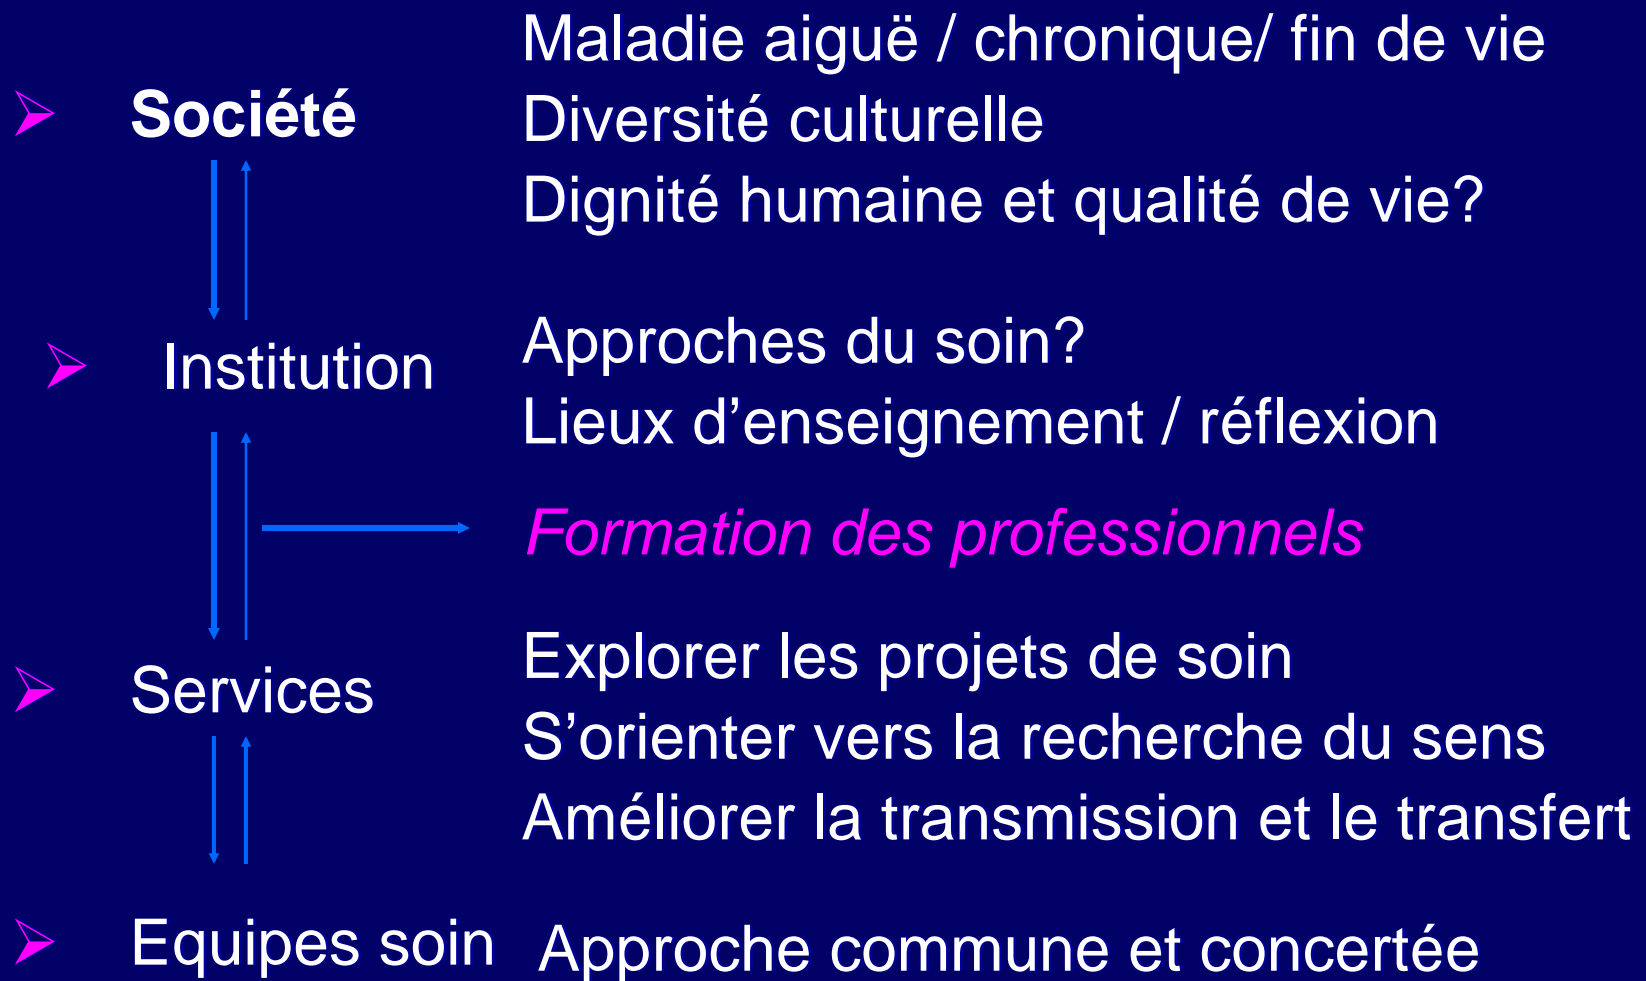 Maladie aiguë / chronique/ fin de vie
Société
Diversité culturelle
Dignité humaine et qualité de vie?
Approches du soin?
Institution
Lieux d’enseignement / réflexion
Formation des professionnels
Explorer les projets de soin
Services
S’orienter vers la recherche du sens
Améliorer la transmission et le transfert
Equipes soin
Approche commune et concertée